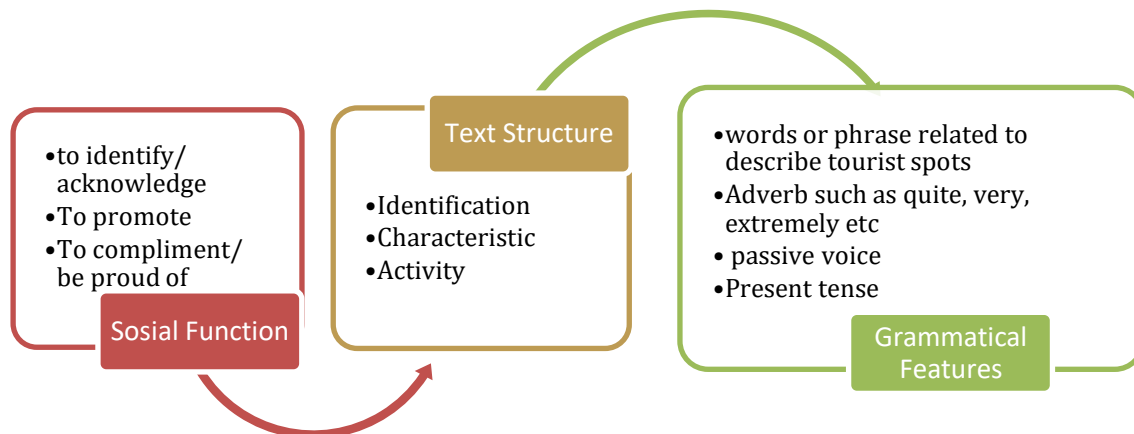 •to identify/
acknowledge
•To promote
•To compliment/
be proud of
Sosial Function
Text Structure
•Identification
•Characteristic
•Activity
•words or phrase related to
describe tourist spots
•Adverb such as quite, very,
extremely etc
• passive voice
•Present tense
Grammatical
Features